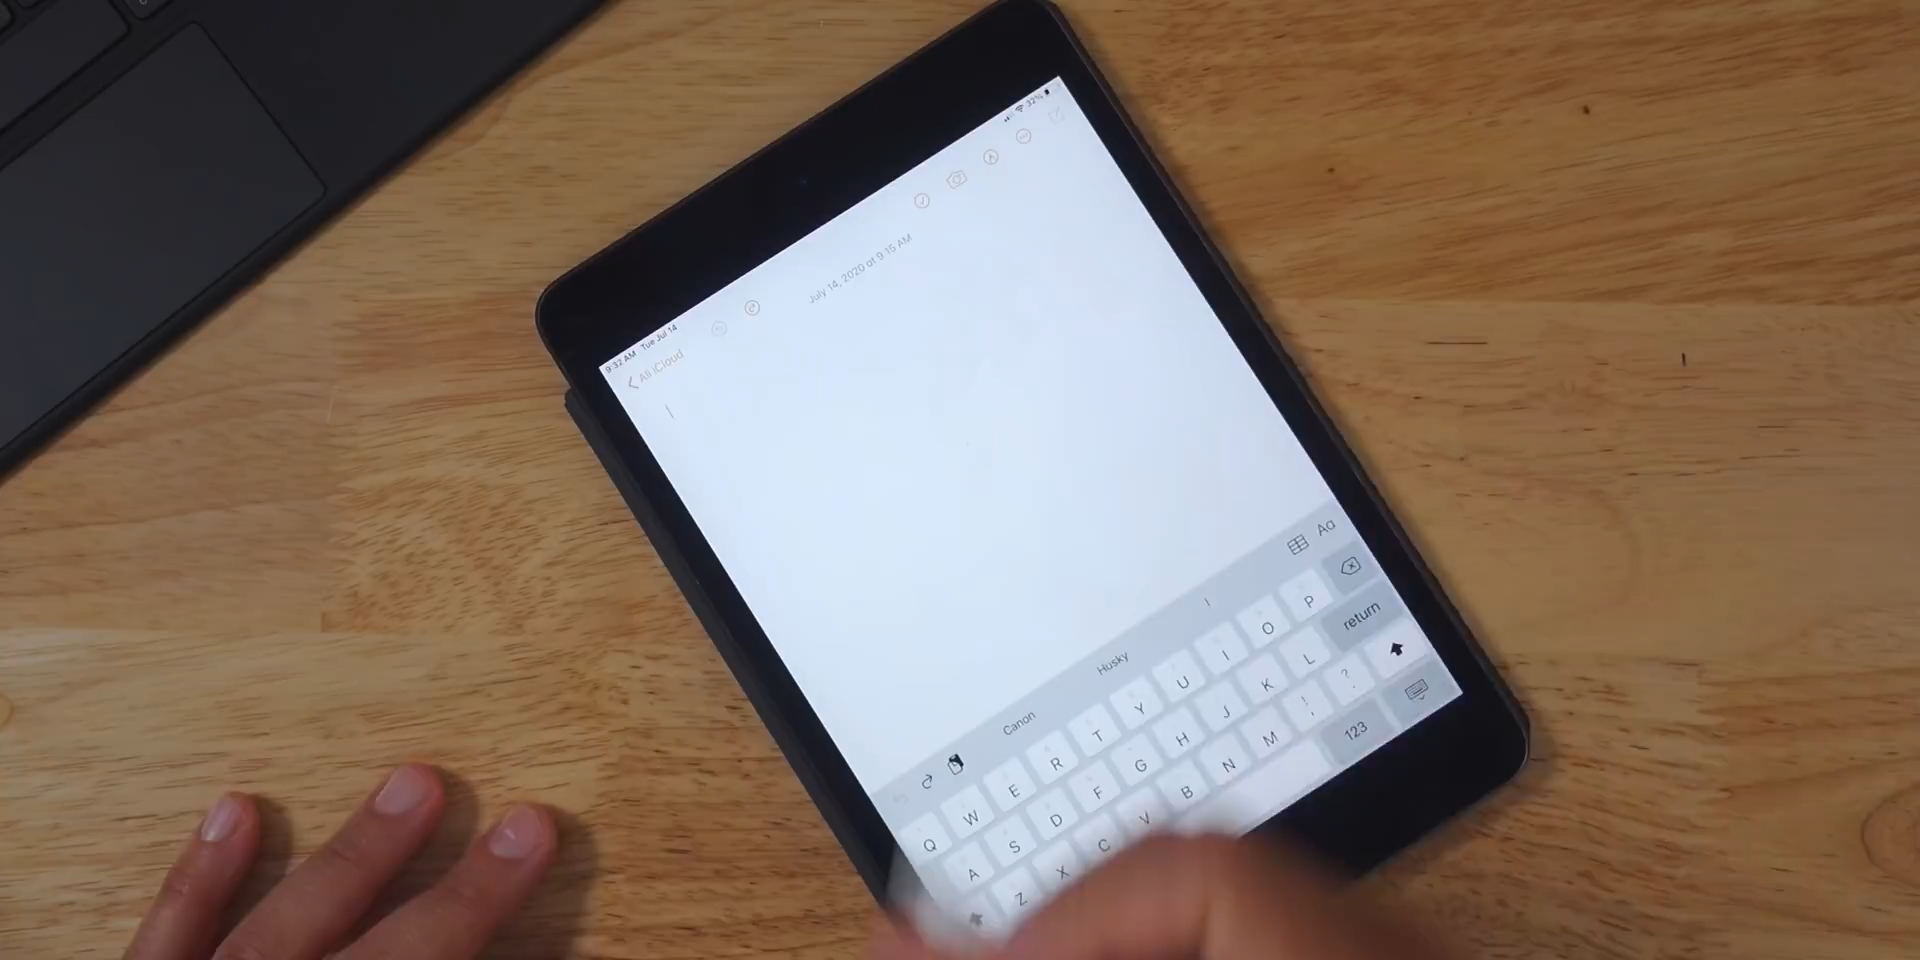 9:32 AM Tue Jul 14
32%
All iCloud
July 14, 2020 at 9:15 AM
Aa
Canon
Husky
I
Q W E R T Y U I O P
A S D F G H J K L return
Z X C V B N M ! , ? .
123